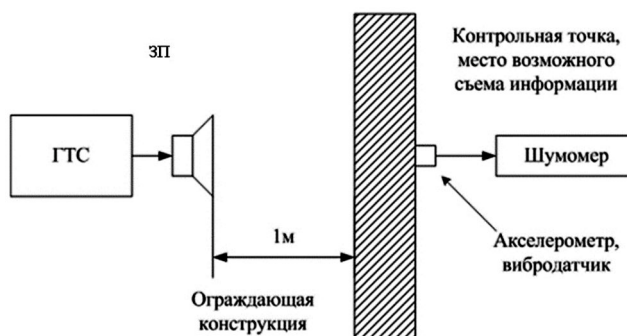 ЗП
Контрольная точка,
место возможного
съема информации
ГТС
Шумомер
1м
Акселерометр,
вибродатчик
Ограждающая
конструкция